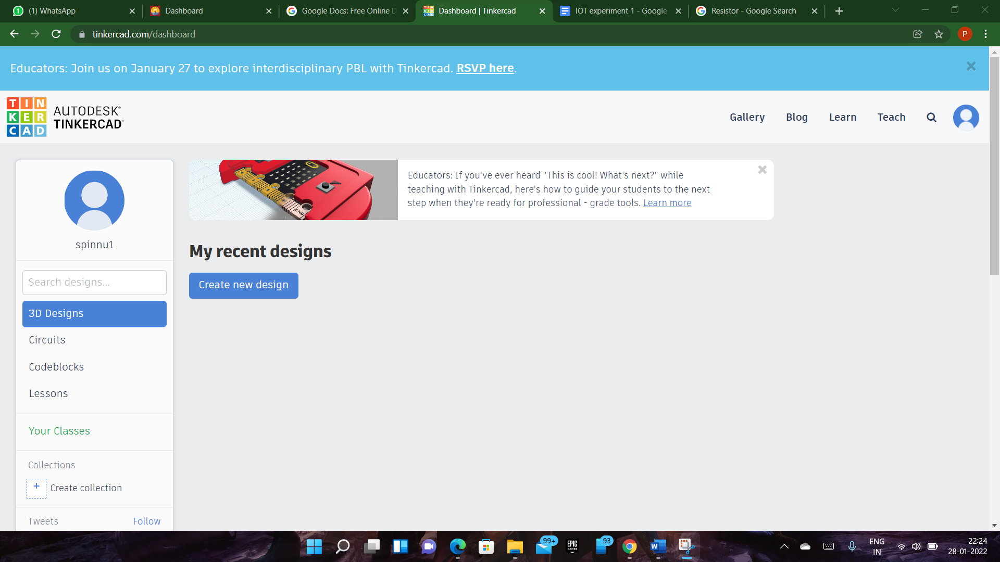 (1) WhatsApp
Dashboard
Google Docs: Free Online D
Dashboard | Tinkercad
IOT experiment 1 - Google
Resistor - Google Search
tinkercad.com/dashboard
P
Educators: Join us on January 27 to explore interdisciplinary PBL with Tinkercad. RSVP here.
TIN
KER
CAD
AUTODESK®
TINKERCAD®
Gallery
Blog
Learn
Teach
spinnu1
Search designs...
3D Designs
Circuits
Codeblocks
Lessons
Your Classes
Collections
+ Create collection
Tweets
Follow
GND
Educators: If you've ever heard "This is cool! What's next?" while
teaching with Tinkercad, here's how to guide your students to the next
step when they're ready for professional - grade tools. Learn more
My recent designs
Create new design
99+
EPIC
GAMES
93
W
ENG
IN
22:24
28-01-2022